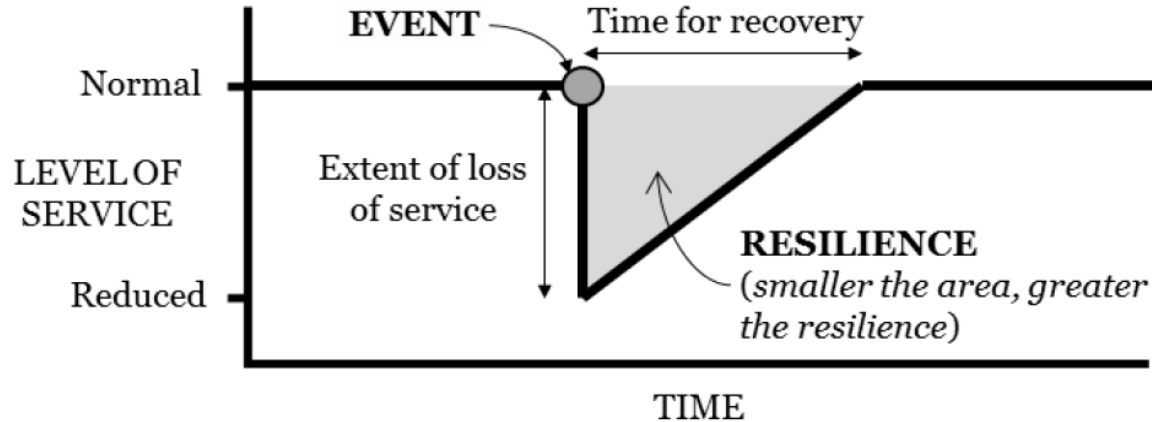 EVENT
Time for recovery
Normal
LEVEL OF
SERVICE
Extent of loss
of service
RESILIENCE
(smaller the area, greater
the resilience)
Reduced
TIME